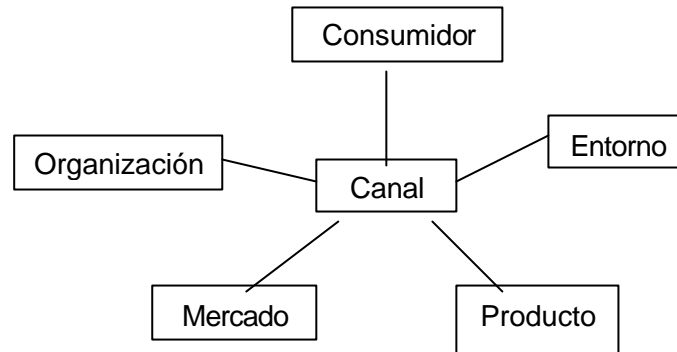 Consumidor
Entorno
Organización
Canal
Mercado
Producto